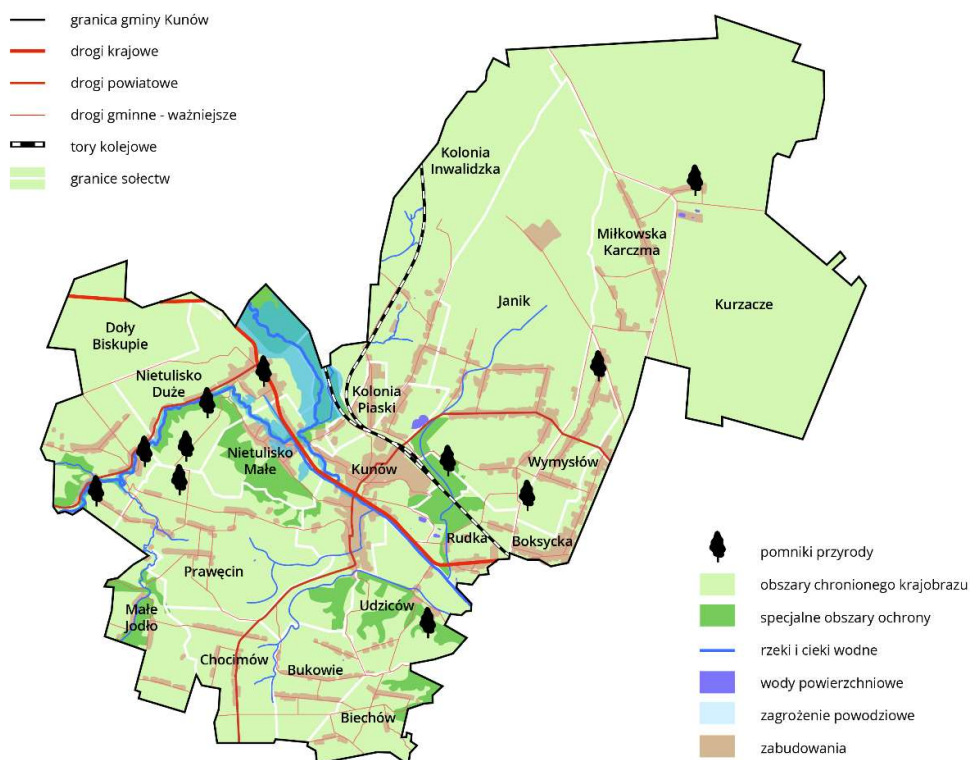 granica gminy Kunów
drogi krajowe
drogi powiatowe
drogi gminne - ważniejsze
tory kolejowe
granice sołectw
Kolonia
Inwalidzka
Miłkowska
Karczma
Janik
Kurzacze
Doły
Biskupie
Nietulisko
Duże
Kolonia
Piaski
Nietulisko
Małe
Kunów
Wymysłów
Rudka
Boksycka
Prawęcin
Udziców
Małe
Jodło
Chocimów
Bukowie
Biechów
pomniki przyrody
obszary chronionego krajobrazu
specjalne obszary ochrony
rzeki i cieki wodne
wody powierzchniowe
zagrożenie powodziowe
zabudowania